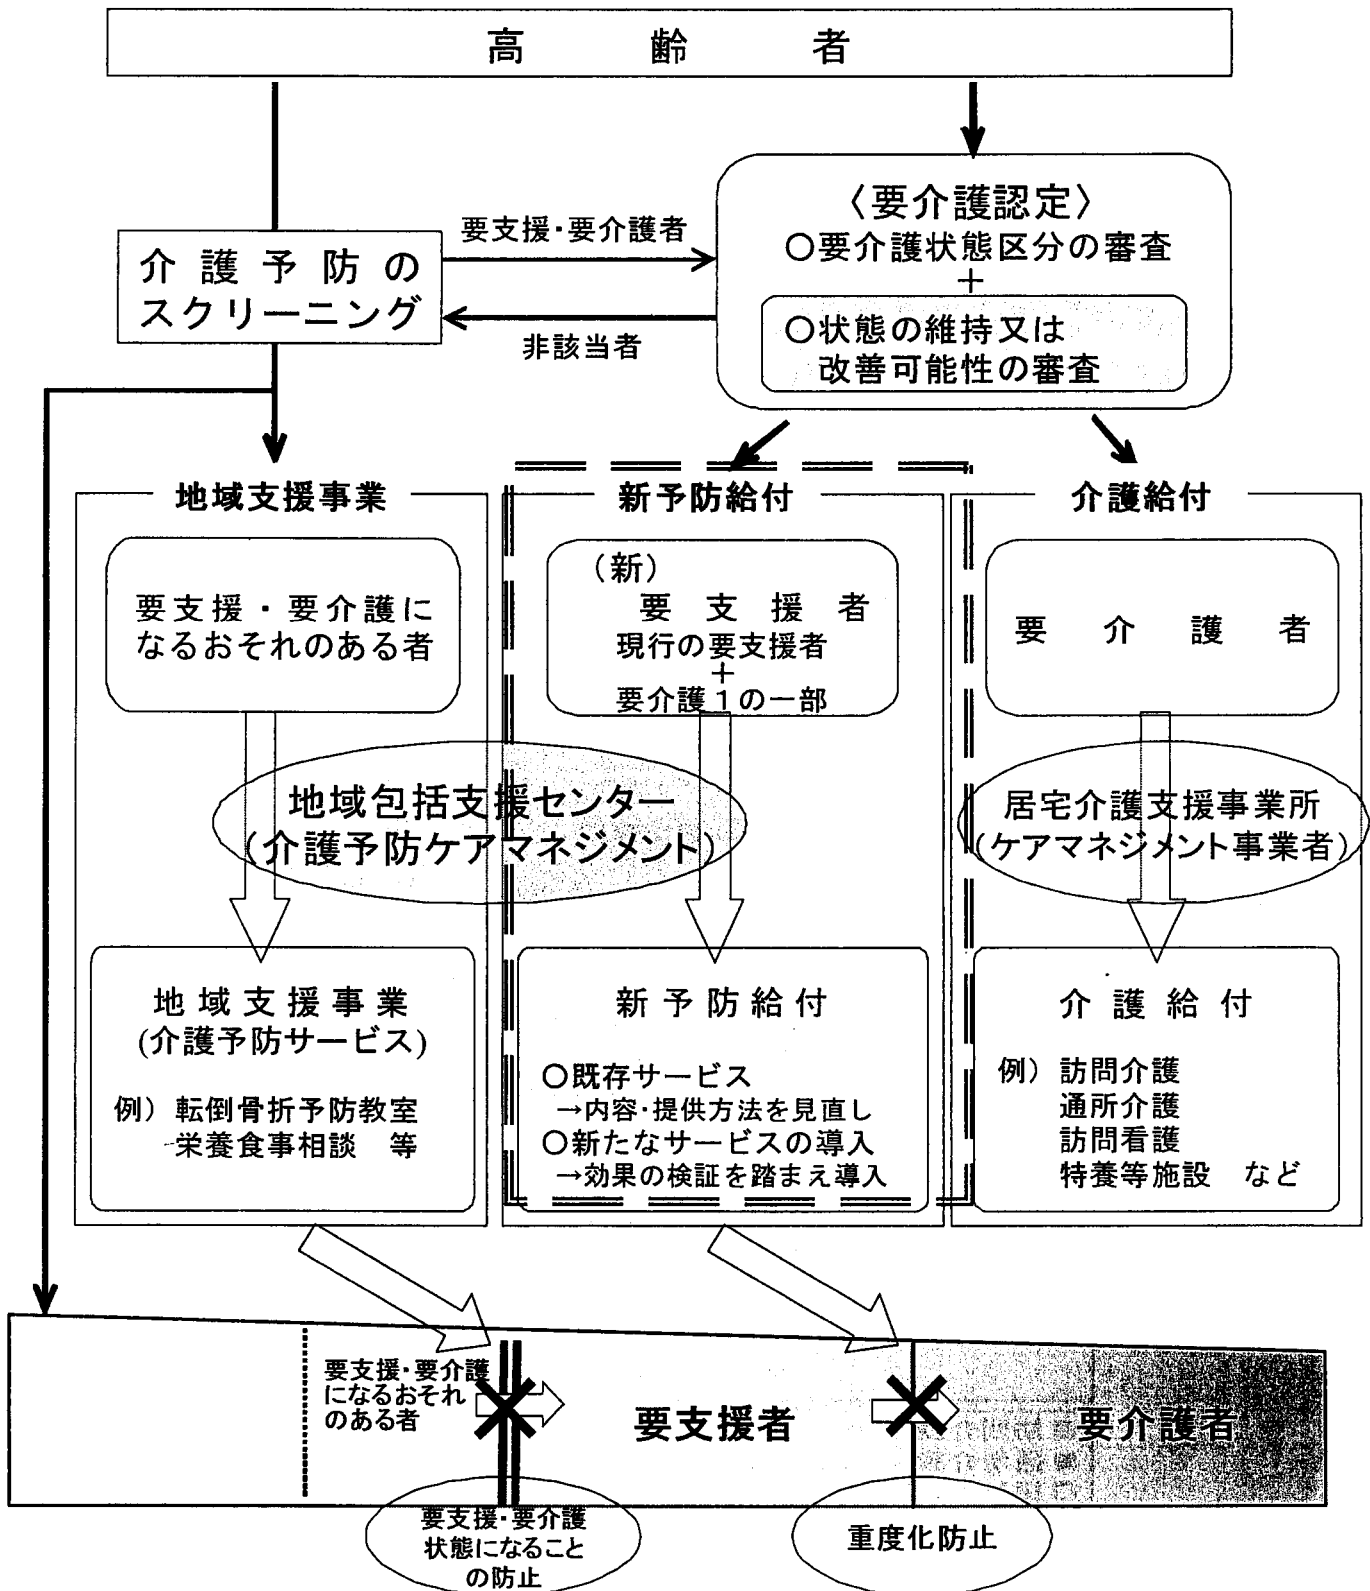 高齢者
〈要介護認定〉
○要介護状態区分の審査
＋
○状態の維持又は
改善可能性の審査
要支援・要介護者
介護予防の
スクリーニング
非該当者
地域支援事業
要支援・要介護に
なるおそれのある者
新予防給付
（新）
要支援者
現行の要支援者
＋
要介護１の一部
介護給付
要介護者
地域包括支援センター
（介護予防ケアマネジメント）
居宅介護支援事業所
（ケアマネジメント事業者）
地域支援事業
(介護予防サービス)
例）転倒骨折予防教室
栄養食事相談　等
新予防給付
○既存サービス
→内容・提供方法を見直し
○新たなサービスの導入
→効果の検証を踏まえ導入
介護給付
例）訪問介護
通所介護
訪問看護
特養等施設　など
要支援・要介護
になるおそれ
のある者
要支援者
要介護者
要支援・要介護
状態になること
の防止
重度化防止